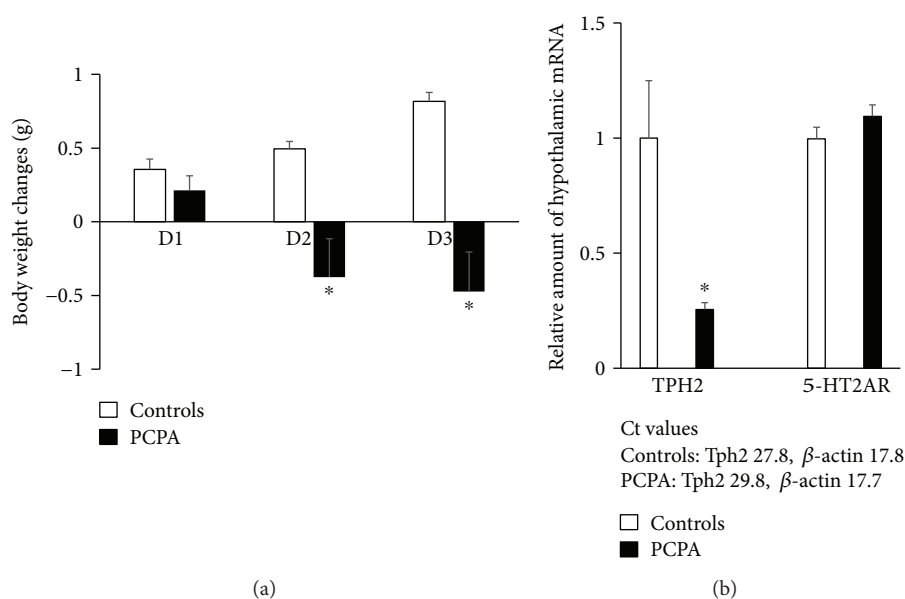 Body weight changes (g)
1
0.5
0
−0.5
−1
D1
D2
D3
*
*
Controls
PCPA
(a)
Relative amount of hypothalamic mRNA
1.5
1
0.5
0
*
TPH2
5-HT2AR
Ct values
Controls: Tph2 27.8, β-actin 17.8
PCPA: Tph2 29.8, β-actin 17.7
Controls
PCPA
(b)